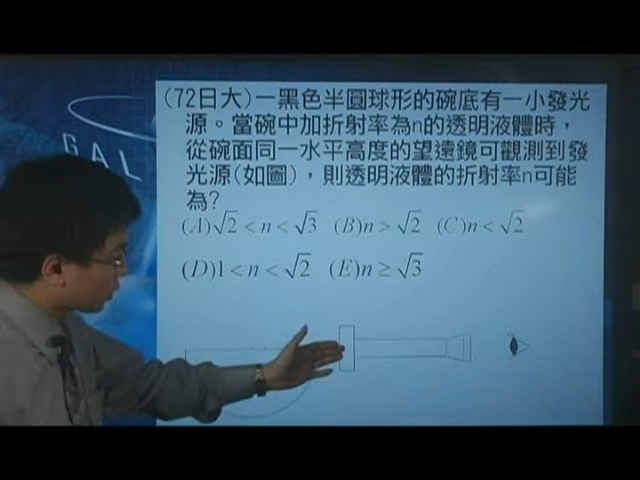 GAL
(72日大)一黑色半圓球形的碗底有一小發光
源。當碗中加折射率為n的透明液體時，
從碗面同一水平高度的望遠鏡可觀測到發
光源(如圖)，則透明液體的折射率n可能
為?
(A)√2 < n < √3 (B)n > √2 (C)n < √2
(D)1 < n < √2 (E)n ≥ √3